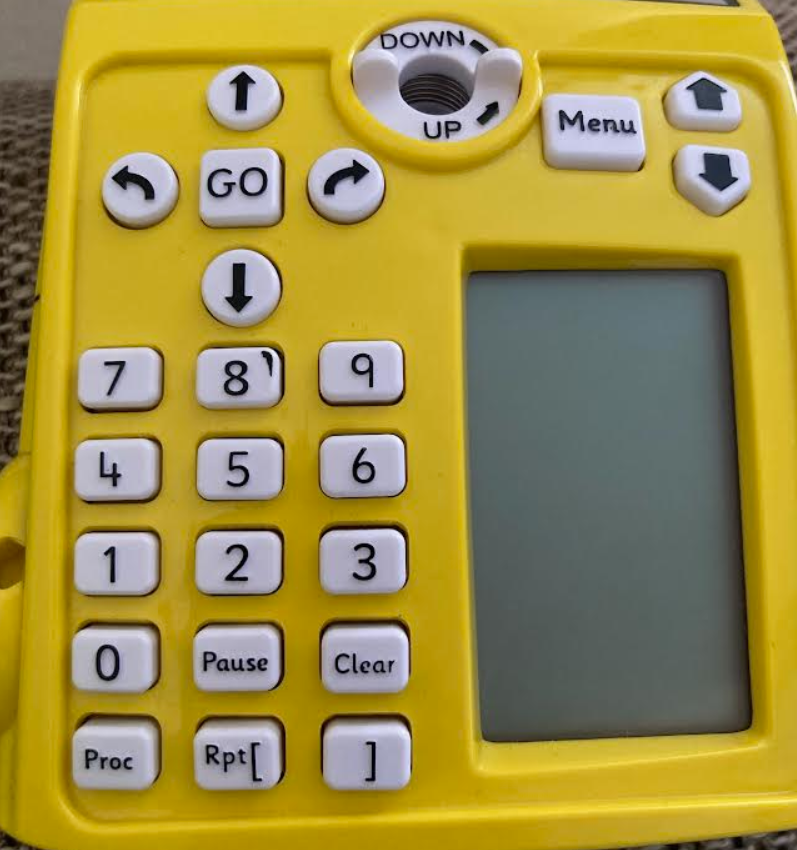 DOWN
UP
Menu
GO
7 8 9
4 5 6
1 2 3
0 Pause Clear
Proc Rpt[ ]